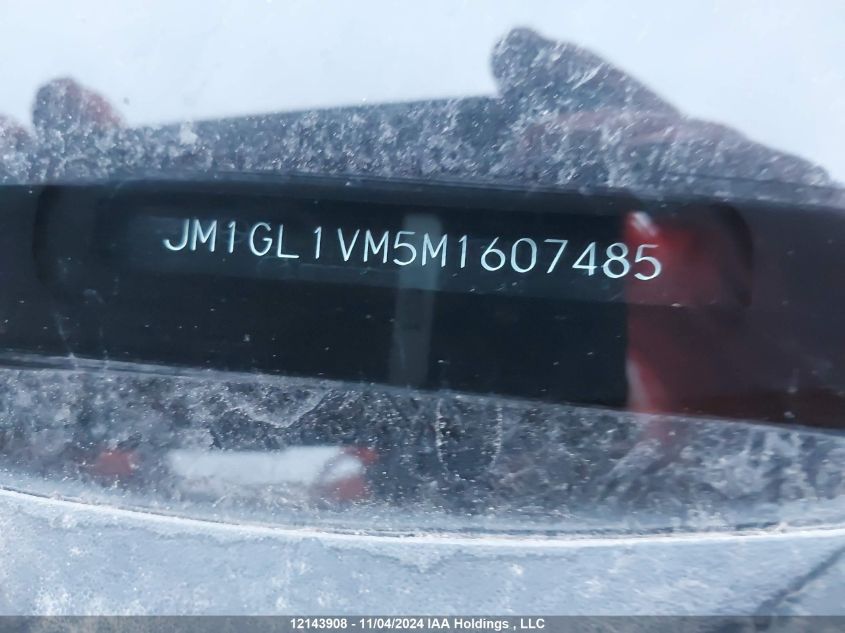 JM1GL1VM5M1607485
12143908 - 11/04/2024 IAA Holdings , LLC